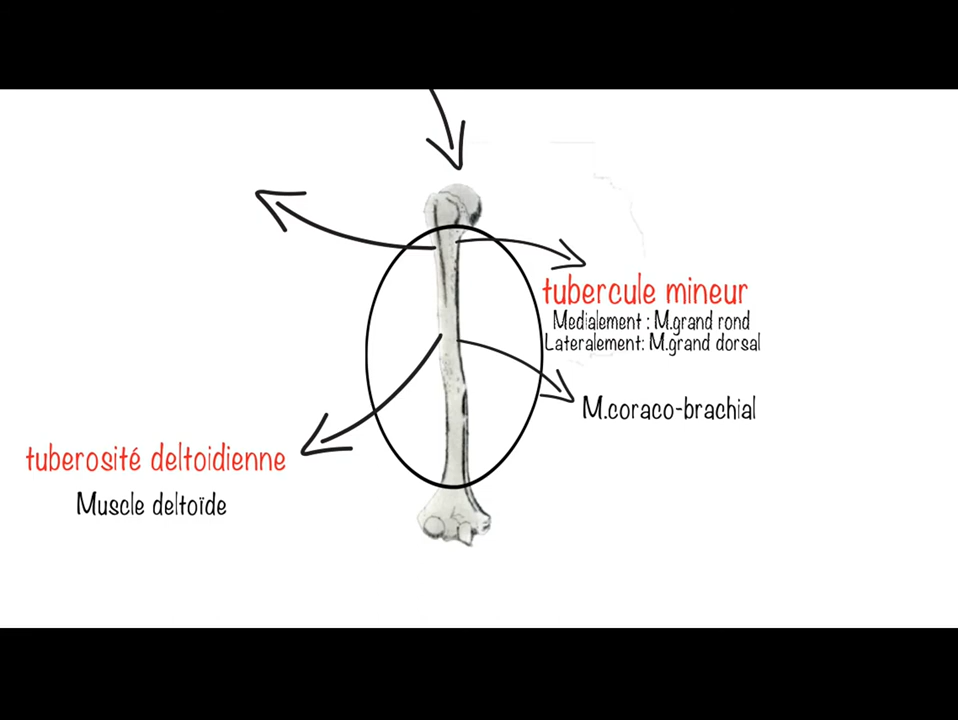 tubercule mineur
Medialement : M.grand rond
Lateralement: M.grand dorsal
M.coraco-brachial
tuberosité deltoidienne
Muscle deltoïde